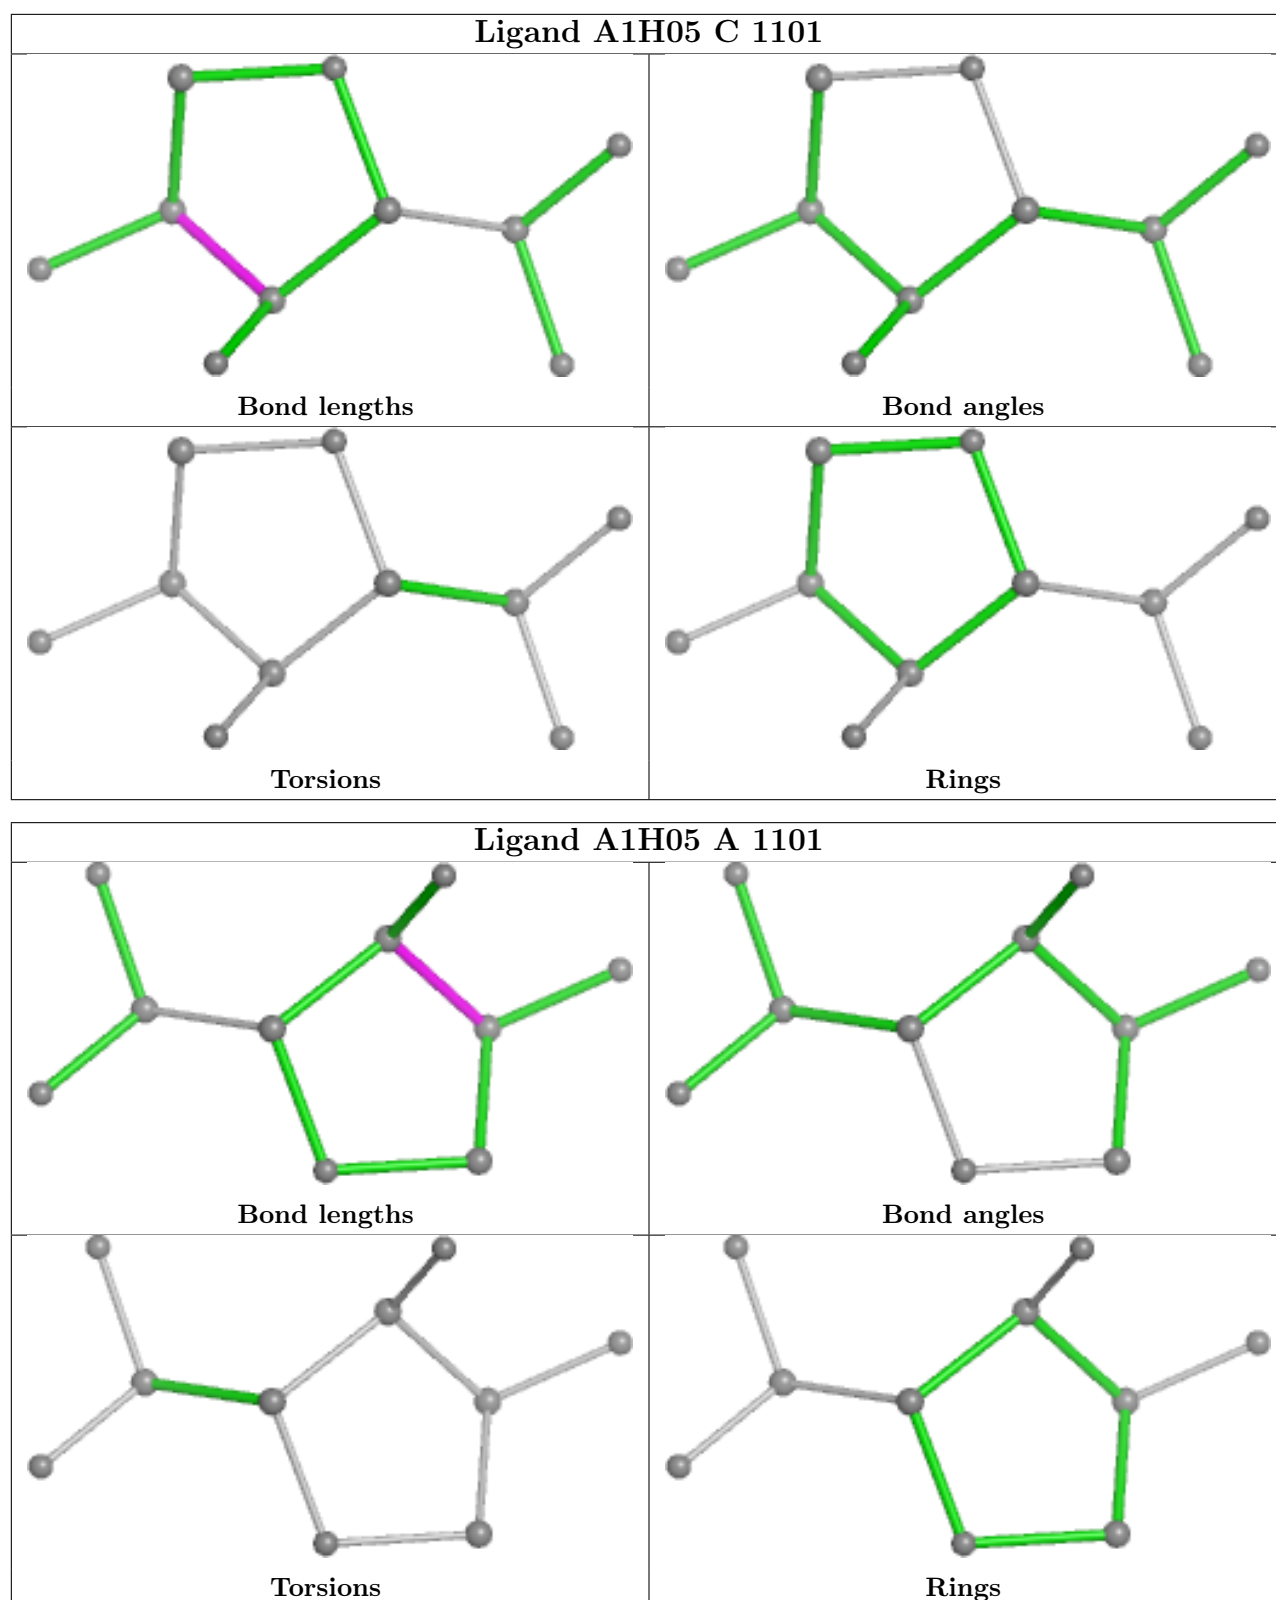 Ligand A1H05 C 1101
Bond lengths
Bond angles
Torsions
Rings
Ligand A1H05 A 1101
Bond lengths
Bond angles
Torsions
Rings